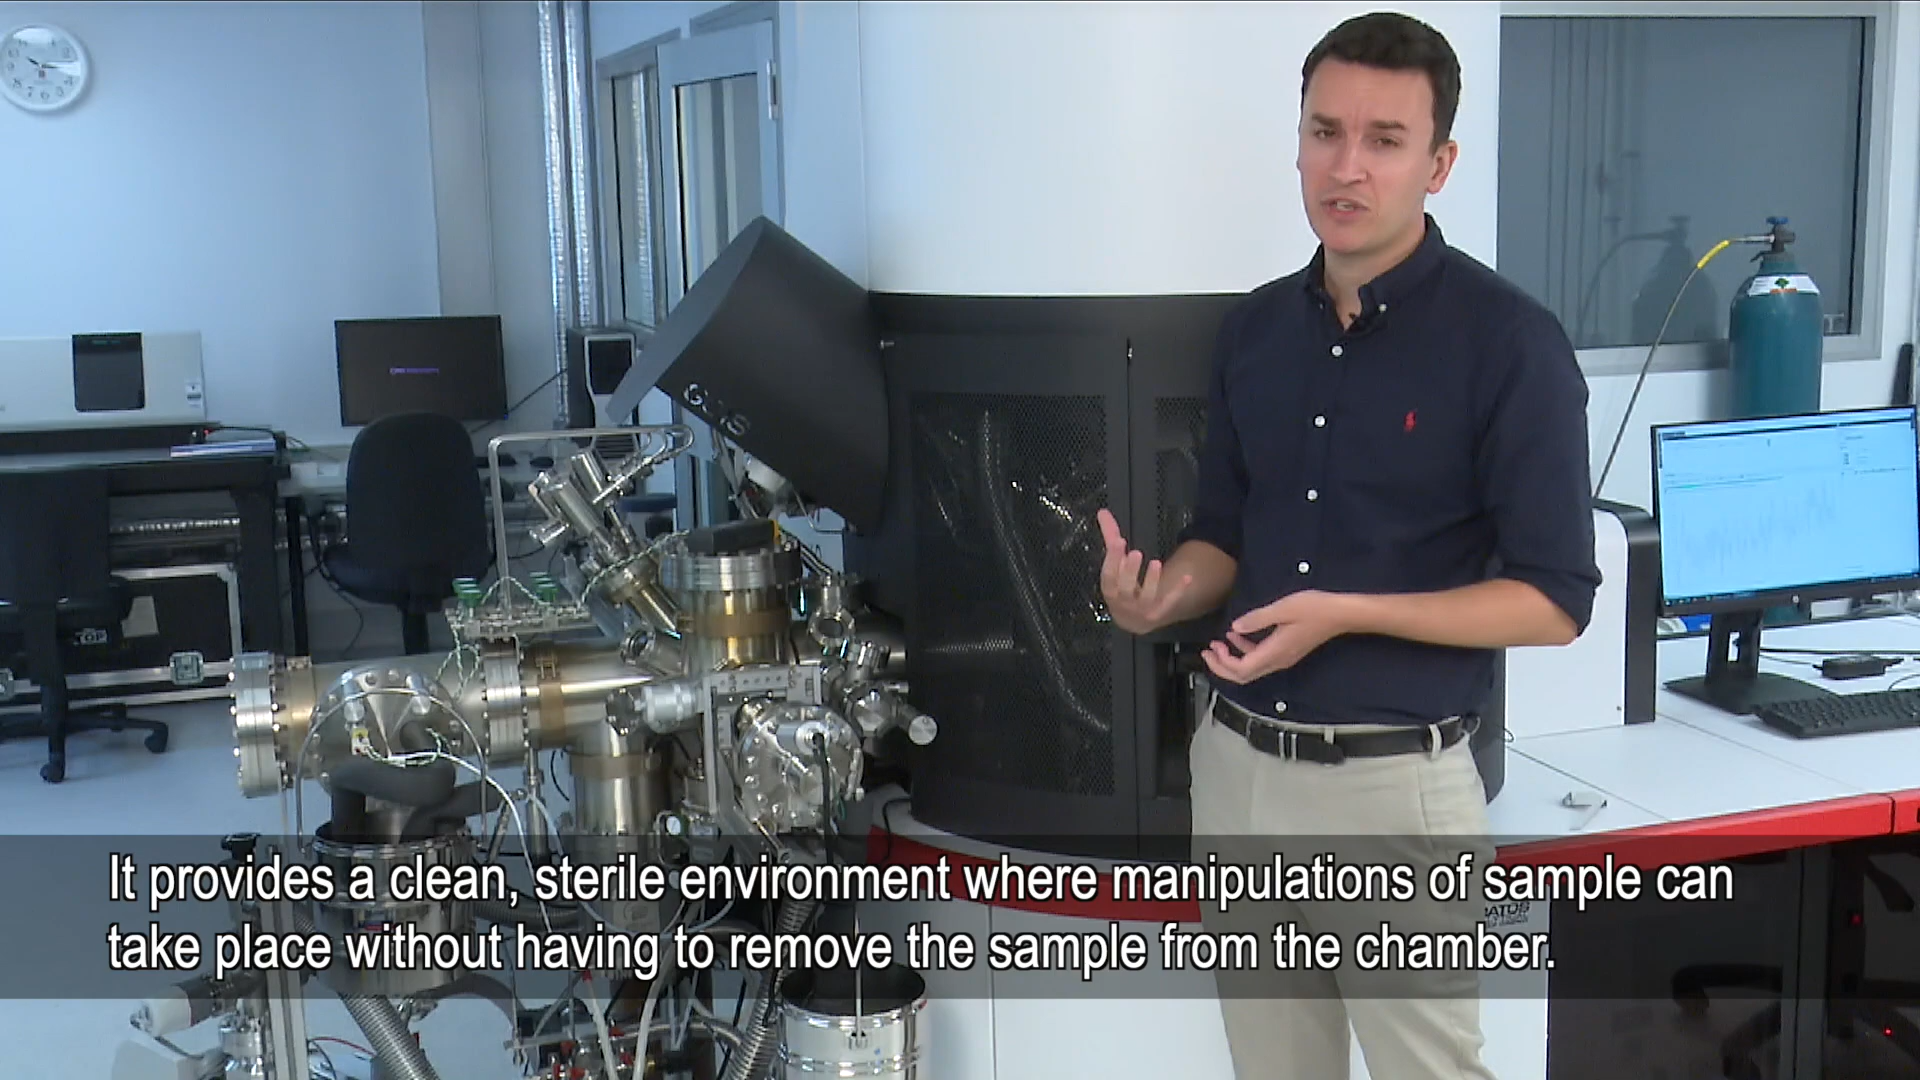 It provides a clean, sterile environment where manipulations of sample can
take place without having to remove the sample from the chamber.